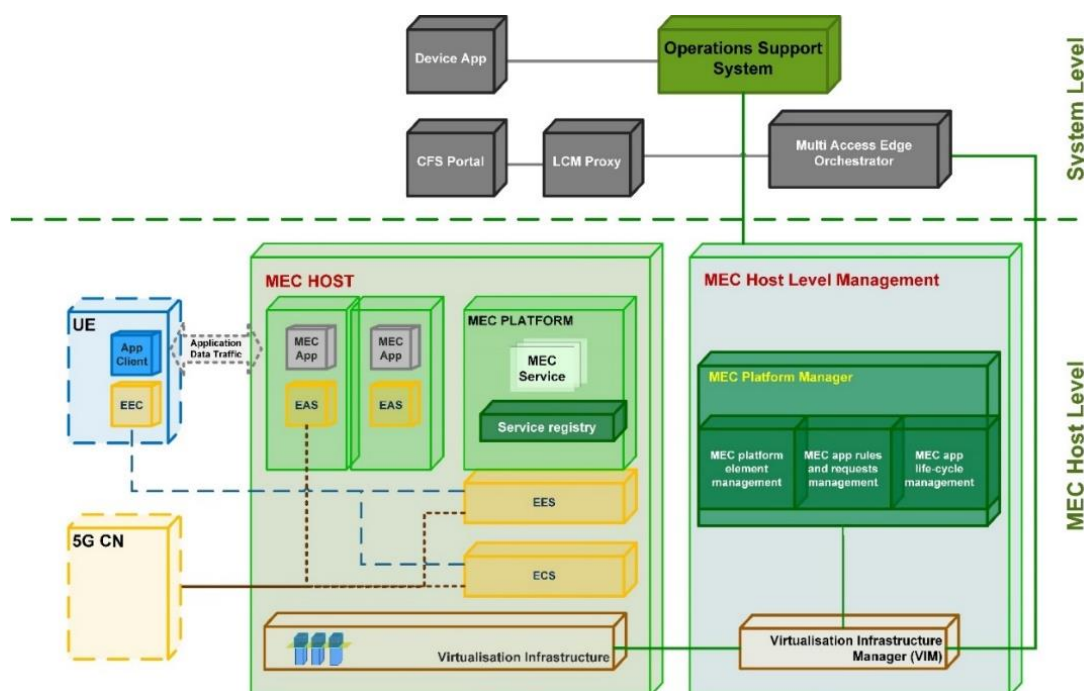 Device App
Operations Support
System
CFS Portal
LCM Proxy
Multi Access Edge
Orchestrator
System Level
MEC HOST
MEC Host Level Management
UE
App
Client
EEC
Application
Data Traffic
MEC
App
MEC
App
EAS
EAS
MEC PLATFORM
MEC
Service
Service registry
MEC Platform Manager
MEC platform
element
management
MEC app rules
and requests
management
MEC app
life-cycle
management
MEC Host Level
EES
5G CN
ECS
Virtualisation Infrastructure
Virtualisation Infrastructure
Manager (VIM)